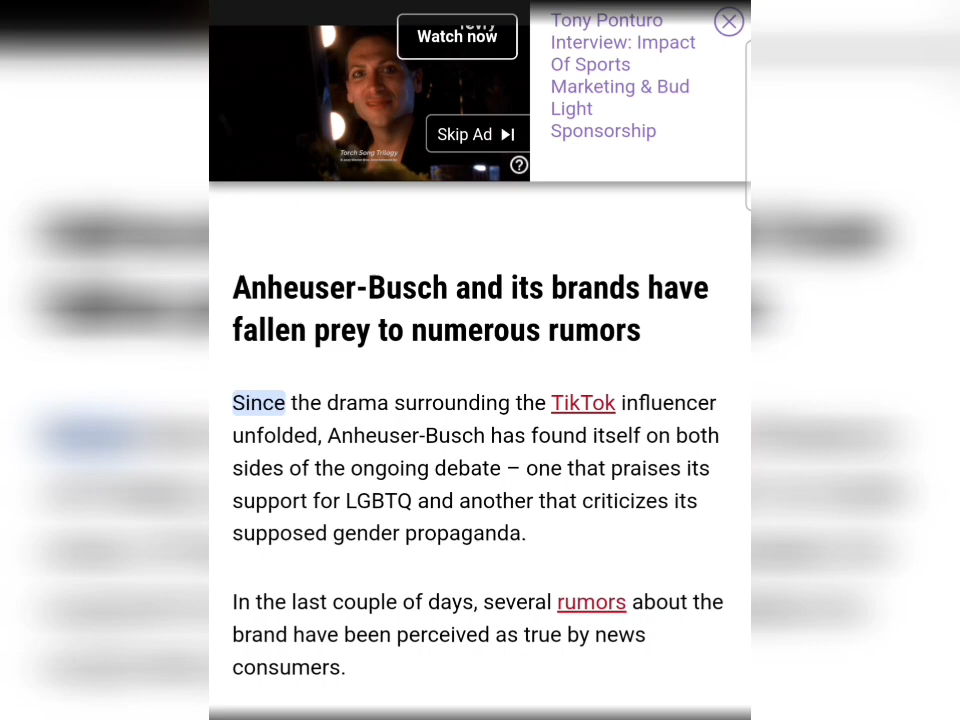 Watch now
Tony Ponturo
Interview: Impact
Of Sports
Marketing & Bud
Light
Sponsorship
Skip Ad
Torch Song Trilogy
Anheuser-Busch and its brands have
fallen prey to numerous rumors
Since the drama surrounding the TikTok influencer
unfolded, Anheuser-Busch has found itself on both
sides of the ongoing debate – one that praises its
support for LGBTQ and another that criticizes its
supposed gender propaganda.
In the last couple of days, several rumors about the
brand have been perceived as true by news
consumers.